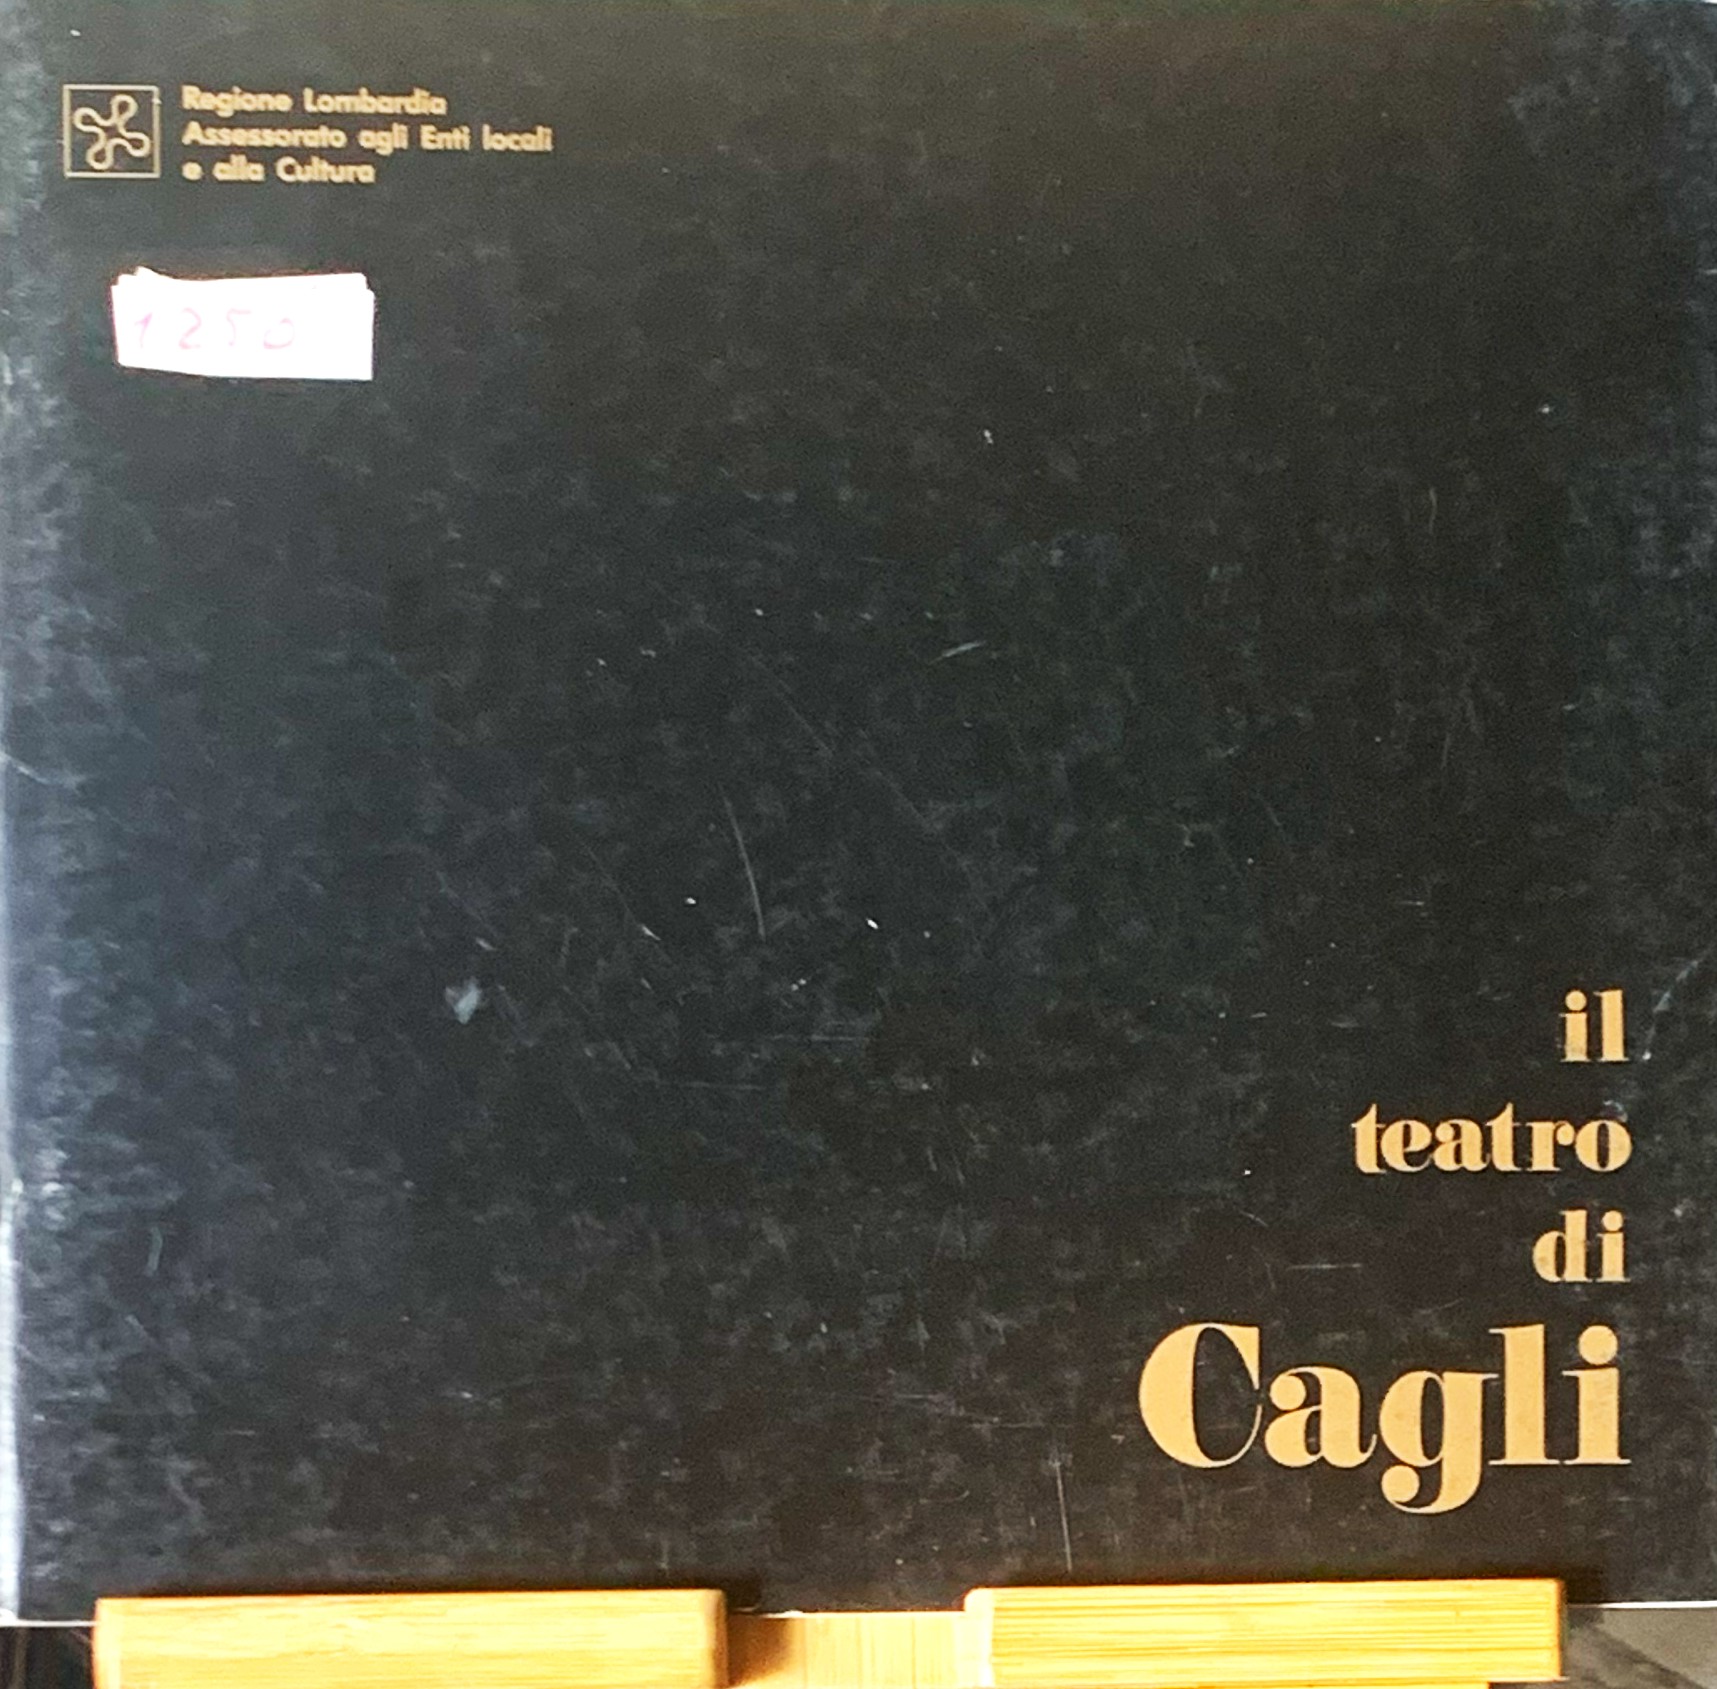 Regione Lombardia
Assessorato agli Enti locali
e alla Cultura
1250
il
teatro
di
Cagli